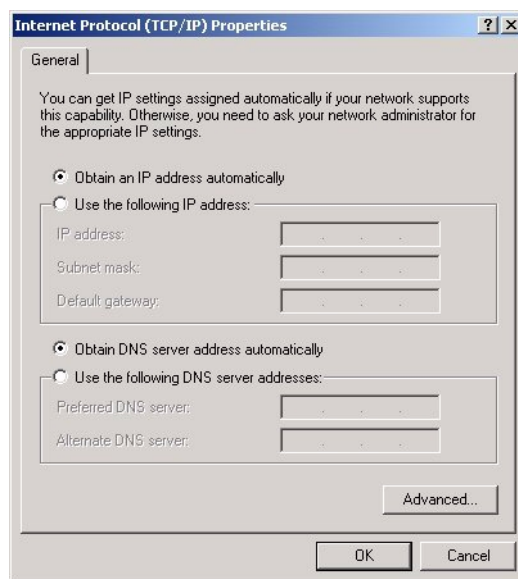 Internet Protocol (TCP/IP) Properties
General
You can get IP settings assigned automatically if your network supports
this capability. Otherwise, you need to ask your network administrator for
the appropriate IP settings.
Obtain an IP address automatically
Use the following IP address:
IP address:
Subnet mask:
Default gateway:
Obtain DNS server address automatically
Use the following DNS server addresses:
Preferred DNS server:
Alternate DNS server:
Advanced...
OK Cancel